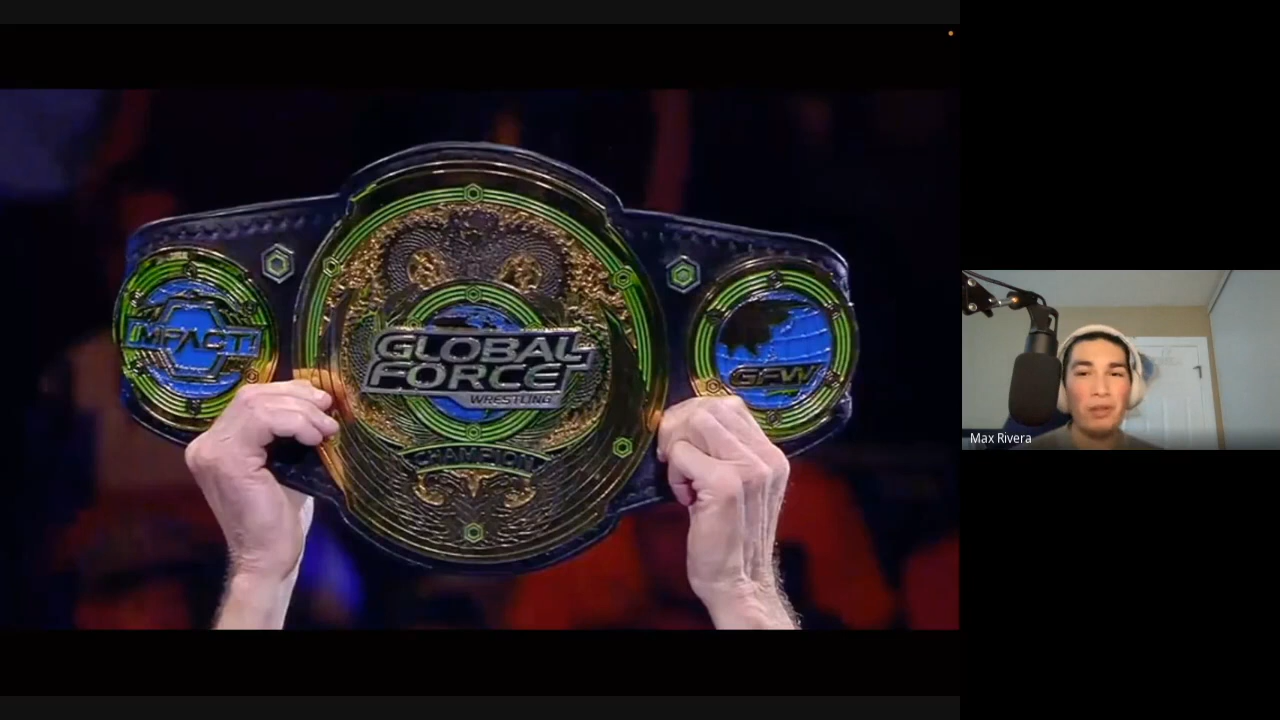 IMPACT!
GLOBAL
FORCE
WRESTLING
CHAMPION
GFW
Max Rivera